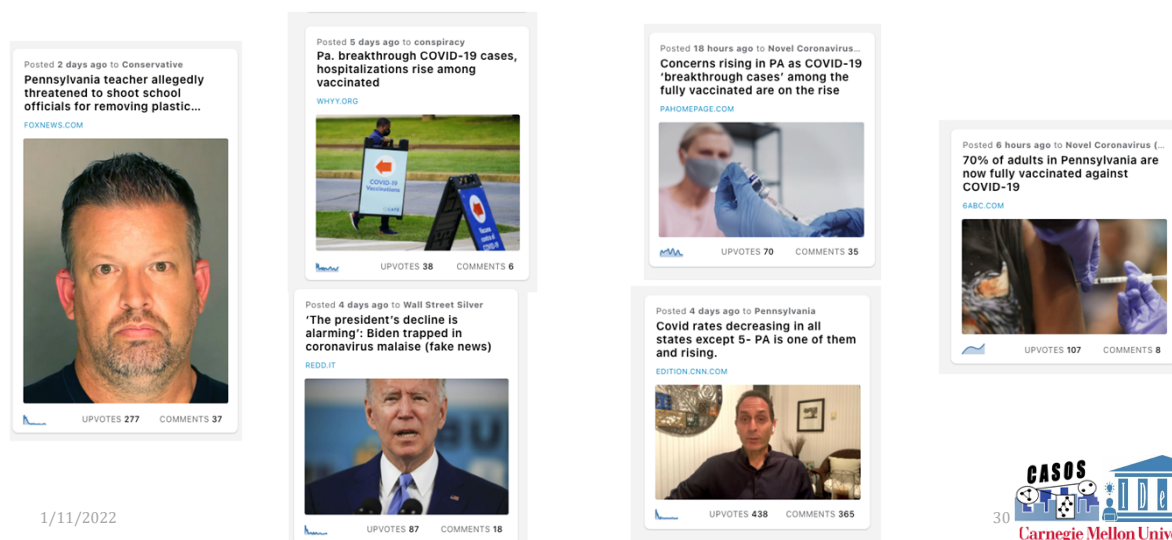 Posted 2 days ago to Conservative
Pennsylvania teacher allegedly
threatened to shoot school
officials for removing plastic...
FOXNEWS.COM
UPVOTES 277 COMMENTS 37
Posted 5 days ago to conspiracy
Pa. breakthrough COVID-19 cases,
hospitalizations rise among
vaccinated
WHYY.ORG
COVID-19
Vaccinations
UPVOTES 38 COMMENTS 6
Posted 4 days ago to Wall Street Silver
‘The president’s decline is
alarming’: Biden trapped in
coronavirus malaise (fake news)
REDD.IT
UPVOTES 87 COMMENTS 18
Posted 18 hours ago to Novel Coronavirus...
Concerns rising in PA as COVID-19
‘breakthrough cases’ among the
fully vaccinated are on the rise
PAHOMEPAGE.COM
UPVOTES 70 COMMENTS 35
Posted 4 days ago to Pennsylvania
Covid rates decreasing in all
states except 5- PA is one of them
and rising.
EDITION.CNN.COM
UPVOTES 438 COMMENTS 365
Posted 6 hours ago to Novel Coronavirus (...
70% of adults in Pennsylvania are
now fully vaccinated against
COVID-19
6ABC.COM
UPVOTES 107 COMMENTS 8
1/11/2022
30
CASOS
IDe
Carnegie Mellon Unive